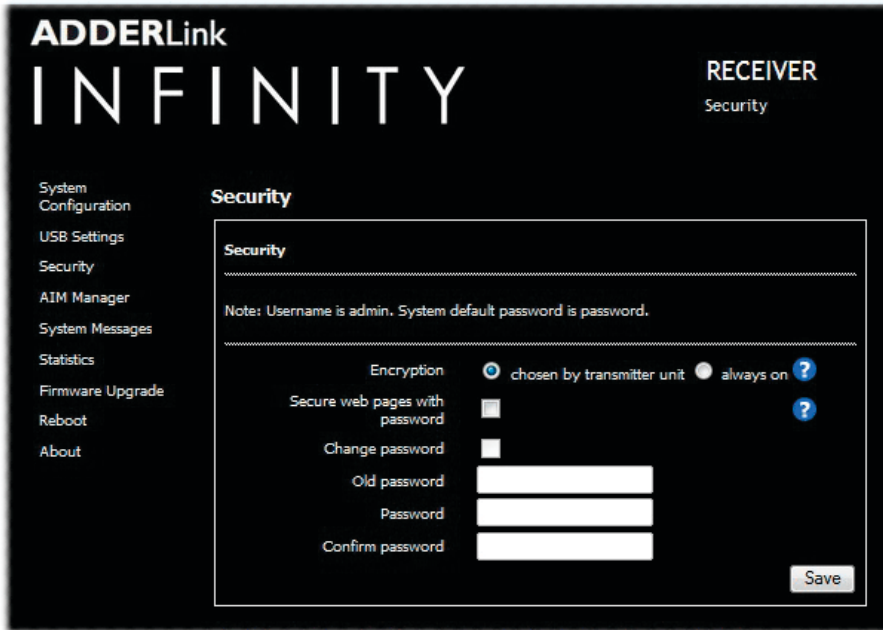 ADDERLink
INFINITY
RECEIVER
Security
System
Configuration
USB Settings
Security
AIM Manager
System Messages
Statistics
Firmware Upgrade
Reboot
About
Security
Security
Note: Username is admin. System default password is password.
Encryption chosen by transmitter unit always on ?
Secure web pages with
password ?
Change password
Old password
Password
Confirm password
Save